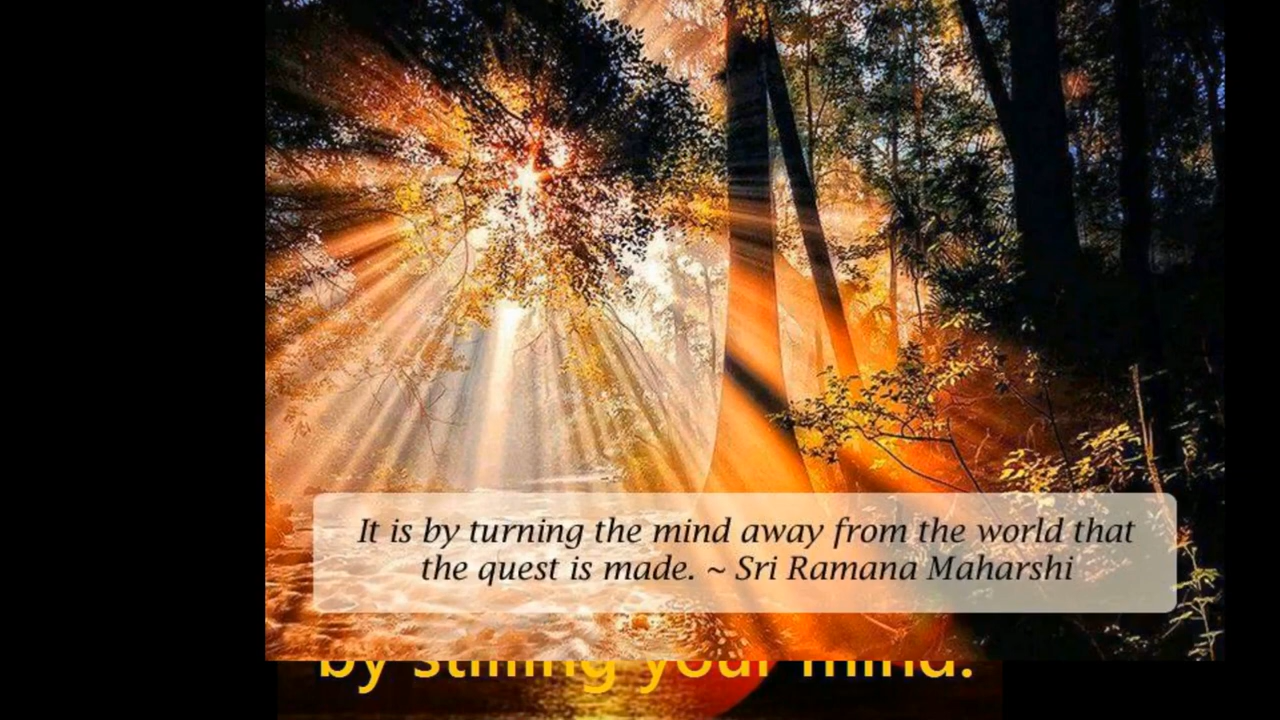 It is by turning the mind away from the world that
the quest is made. ~ Sri Ramana Maharshi
by stilling your mind.